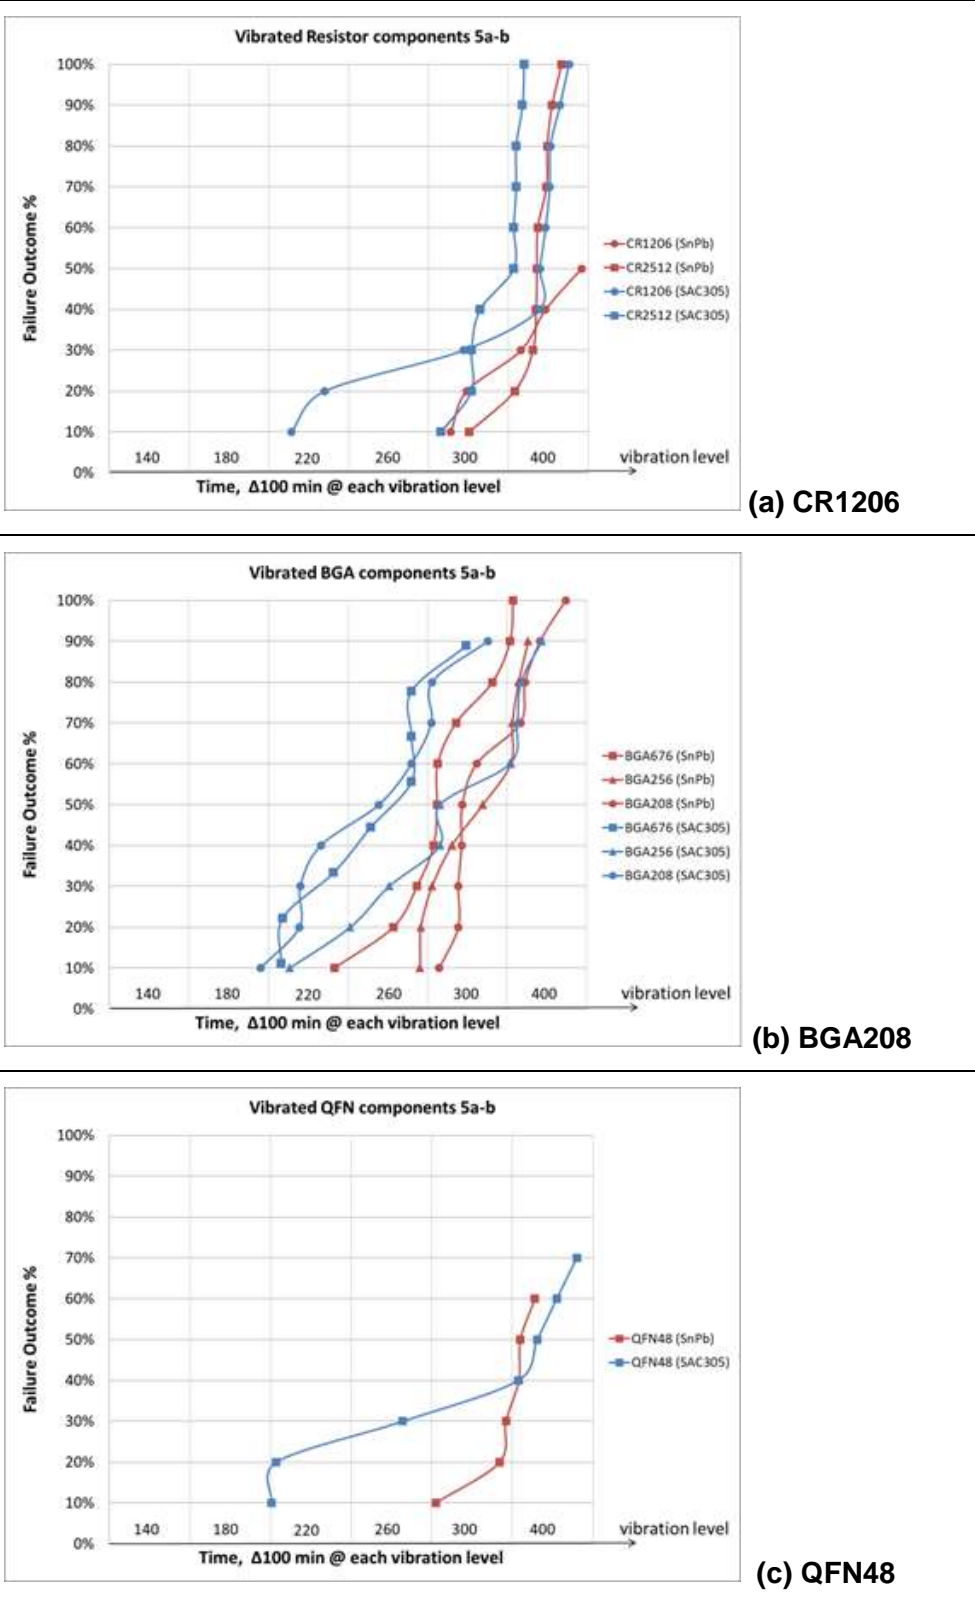 Vibrated Resistor components 5a-b
100%
90%
80%
70%
60%
50%
40%
30%
20%
10%
0%
Failure Outcome %
CR1206 (SnPb)
CR2512 (SnPb)
CR1206 (SAC305)
CR2512 (SAC305)
140 180 220 260 300 400 vibration level
Time, Δ100 min @ each vibration level
(a) CR1206
Vibrated BGA components 5a-b
100%
90%
80%
70%
60%
50%
40%
30%
20%
10%
0%
Failure Outcome %
BGA676 (SnPb)
BGA256 (SnPb)
BGA208 (SnPb)
BGA676 (SAC305)
BGA256 (SAC305)
BGA208 (SAC305)
140 180 220 260 300 400 vibration level
Time, Δ100 min @ each vibration level
(b) BGA208
Vibrated QFN components 5a-b
100%
90%
80%
70%
60%
50%
40%
30%
20%
10%
0%
Failure Outcome %
QFN48 (SnPb)
QFN48 (SAC305)
140 180 220 260 300 400 vibration level
Time, Δ100 min @ each vibration level
(c) QFN48